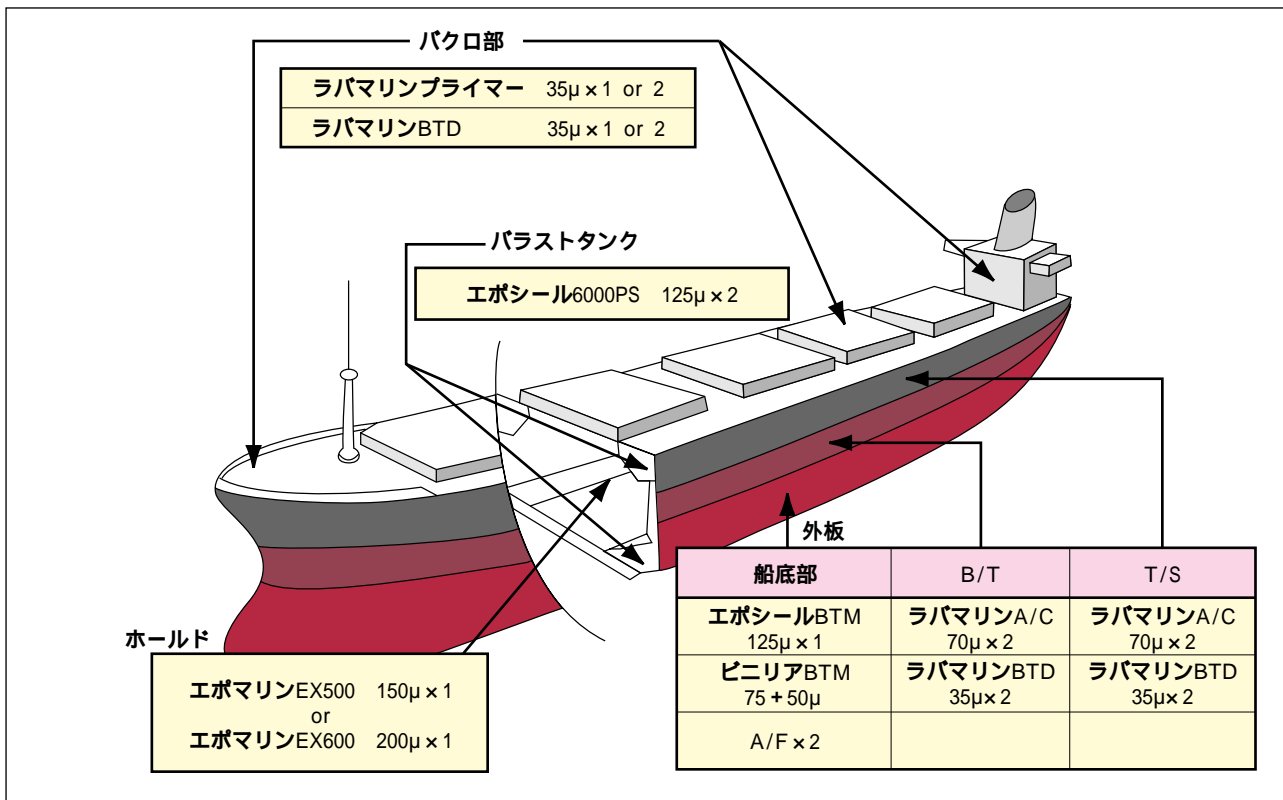 バクロ部
ラバマリンプライマー 35μ×1 or 2
ラバマリンBTD 35μ×1 or 2
バラストタンク
エポシール6000PS 125μ×2
外板
船底部 B/T T/S
エポシールBTM ラバマリンA/C ラバマリンA/C
125μ×1 70μ×2 70μ×2
ビニリアBTM ラバマリンBTD ラバマリンBTD
75+50μ 35μ×2 35μ×2
A/F×2
ホールド
エポマリンEX500 150μ×1
or
エポマリンEX600 200μ×1